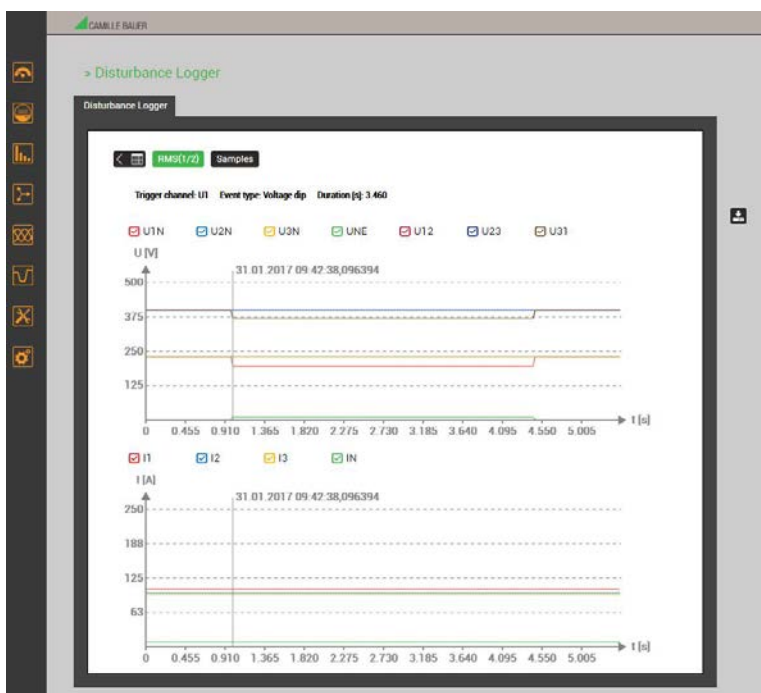 CAMILLE BAUER
> Disturbance Logger
Disturbance Logger
RMS(1/2) Samples
Trigger channel: U1 Event type: Voltage dip Duration [s]: 3.460
U1N U2N U3N UNE U12 U23 U31
U [V]
31.01.2017 09:42:38,096394
500
375
250
125
t [s]
0 0.455 0.910 1.365 1.820 2.275 2.730 3.185 3.640 4.095 4.550 5.005
I1 I2 I3 IN
I [A]
31.01.2017 09:42:38,096394
250
188
125
63
t [s]
0 0.455 0.910 1.365 1.820 2.275 2.730 3.185 3.640 4.095 4.550 5.005